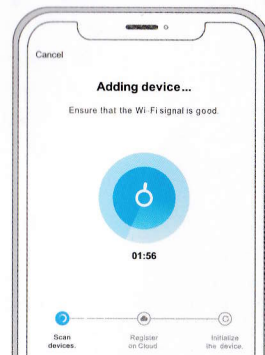 Cancel
Adding device...
Ensure that the Wi-Fi signal is good.
01:56
Scan
devices.
Register
on Cloud
Initialize
the device.